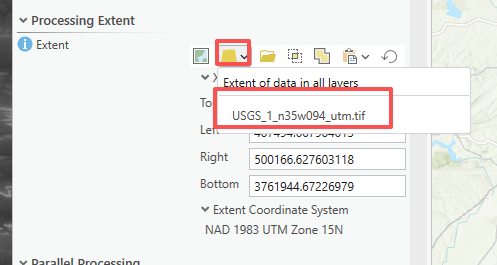 Processing Extent
Extent
Extent of data in all layers
USGS_1_n35w094_utm.tif
To
Left
Right 500166.627603118
Bottom 3761944.67226979
Extent Coordinate System
NAD 1983 UTM Zone 15N
Parallel Processing